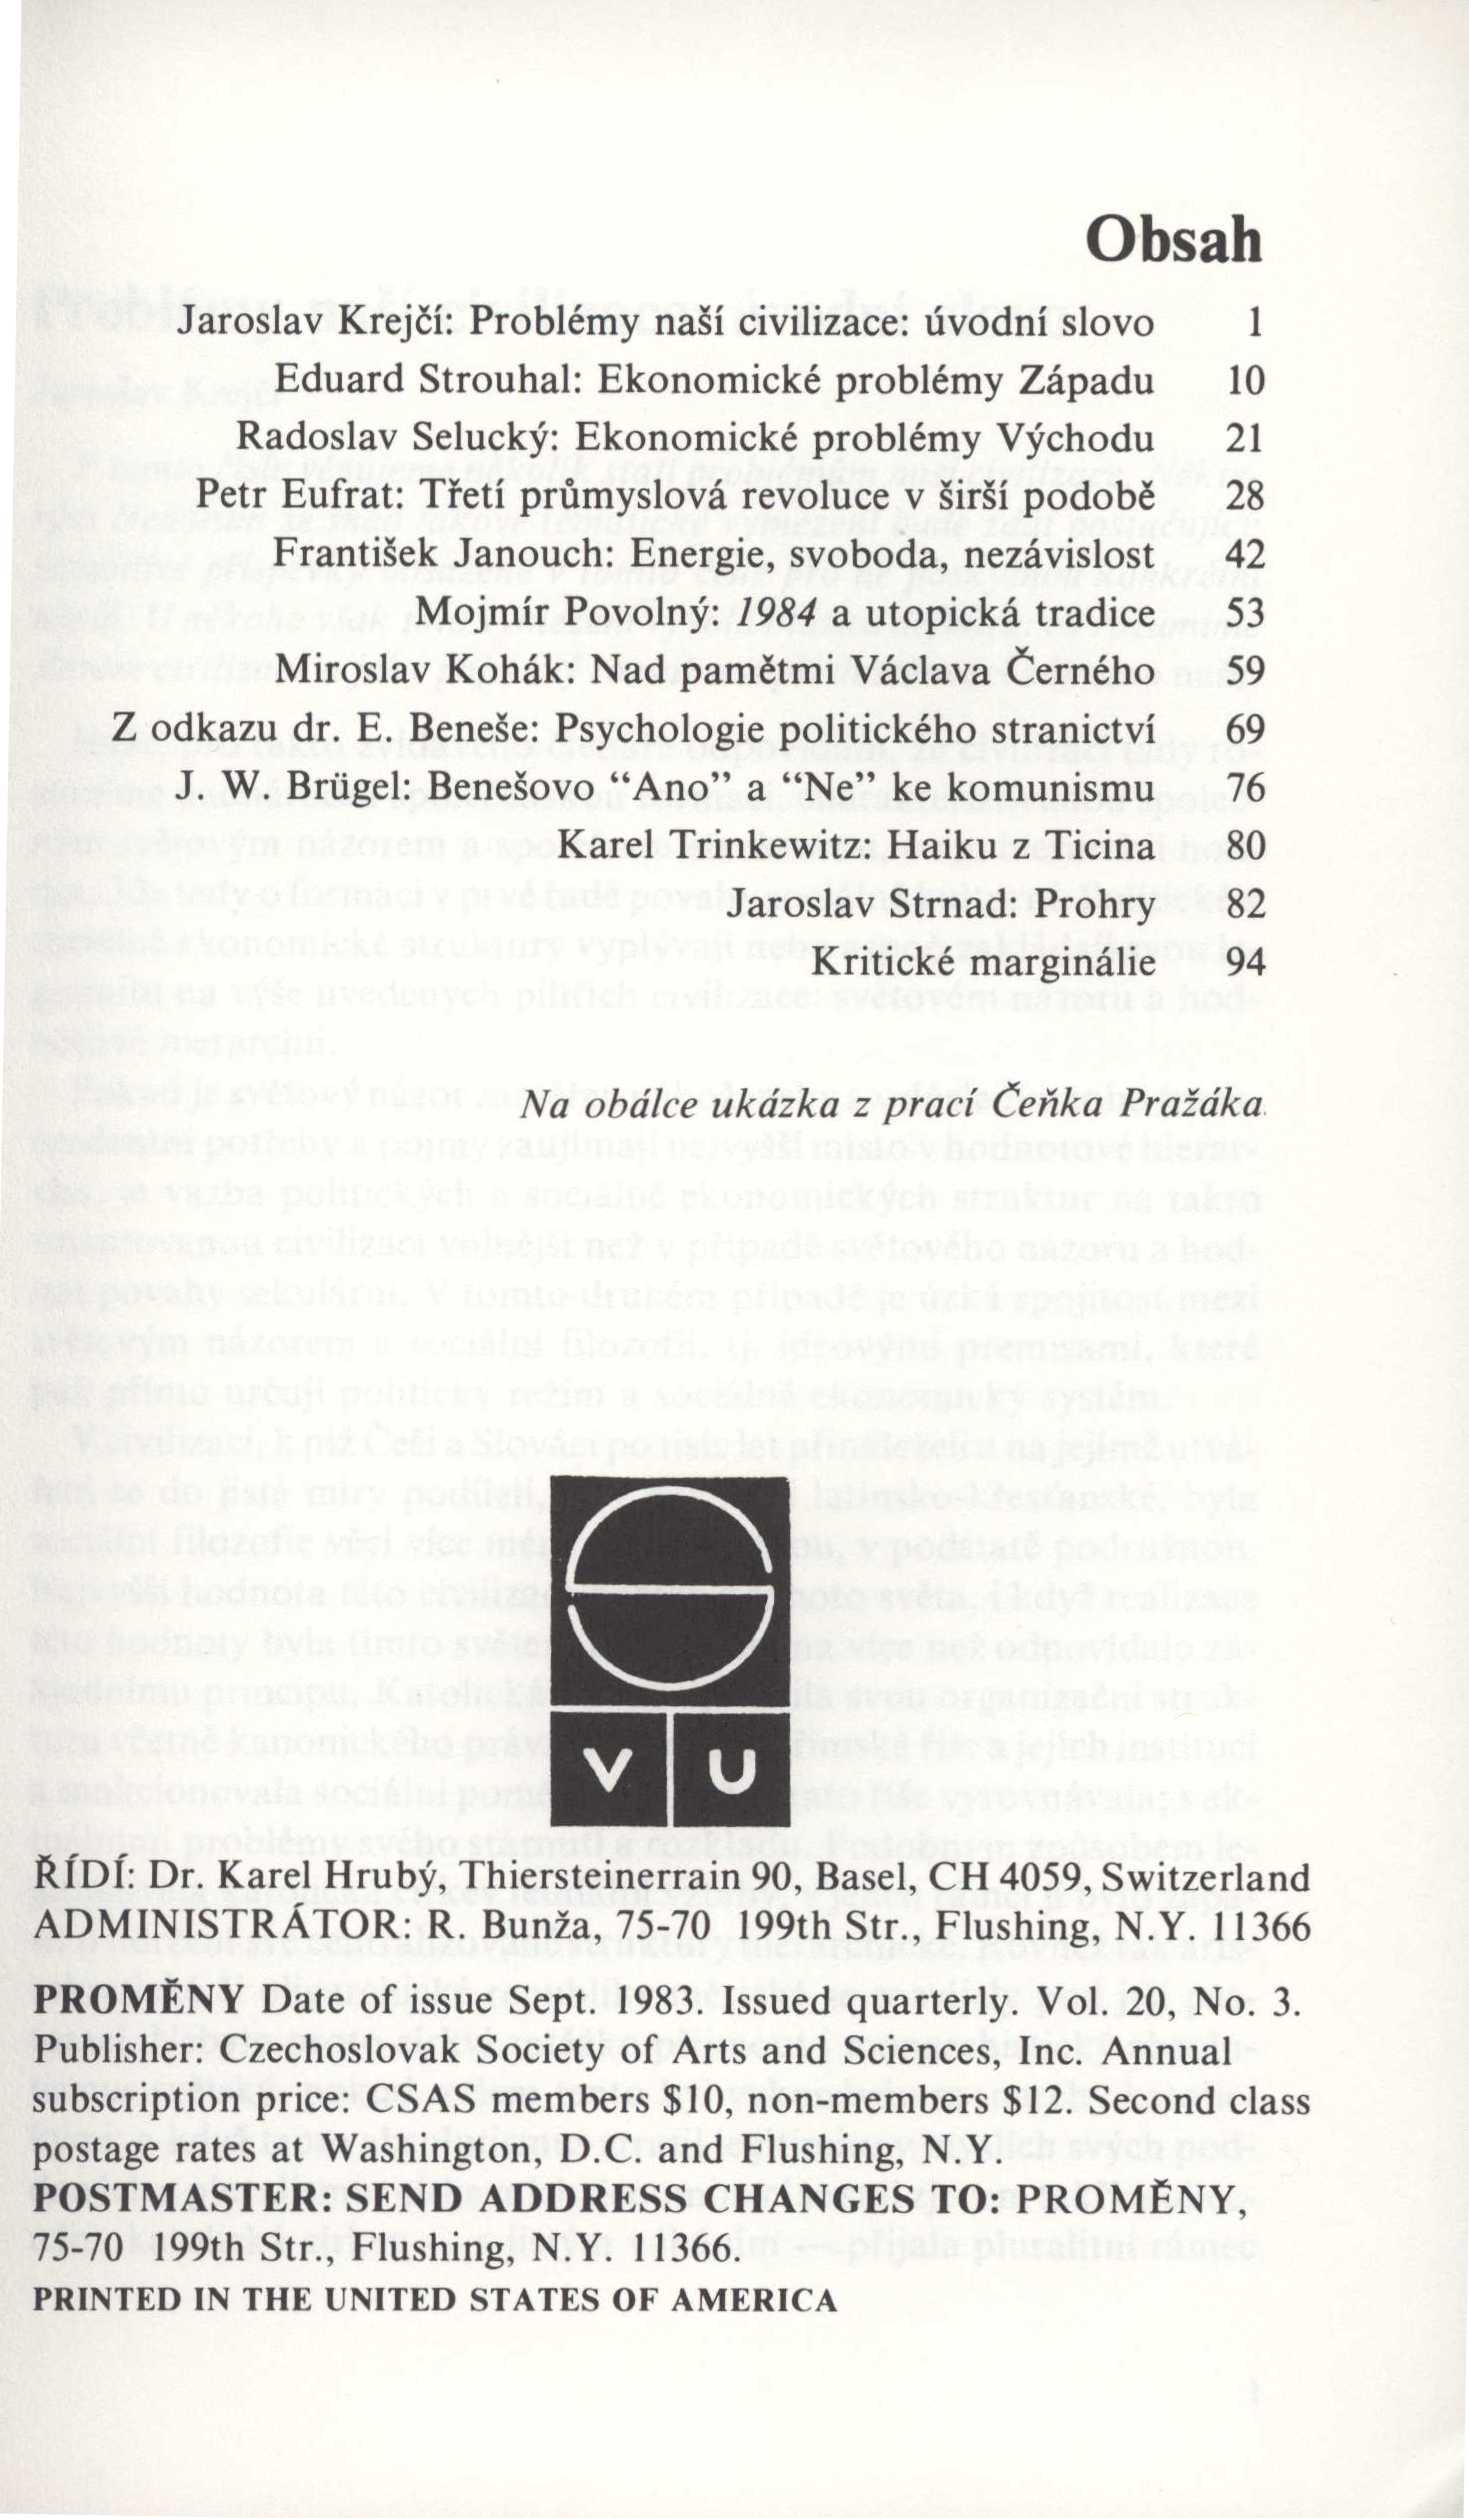 Obsah
Jaroslav Krejčí: Problémy naší civilizace: úvodní slovo 1
Eduard Strouhal: Ekonomické problémy Západu 10
Radoslav Selucký: Ekonomické problémy Východu 21
Petr Eufrat: Třetí průmyslová revoluce v širší podobě 28
František Janouch: Energie, svoboda, nezávislost 42
Mojmír Povolný: 1984 a utopická tradice 53
Miroslav Kohák: Nad pamětmi Václava Černého 59
Z odkazu dr. E. Beneše: Psychologie politického stranictví 69
J. W. Brügel: Benešovo “Ano” a “Ne” ke komunismu 76
Karel Trinkewitz: Haiku z Ticina 80
Jaroslav Strnad: Prohry 82
Kritické marginálie 94
Na obálce ukázka z prací Čeňka Pražáka.
V U
ŘÍDÍ: Dr. Karel Hrubý, Thiersteinerrain 90, Basel, CH 4059, Switzerland
ADMINISTRÁTOR: R. Bunža, 75-70 199th Str., Flushing, N.Y. 11366
PROMĚNY Date of issue Sept. 1983. Issued quarterly. Vol. 20, No. 3.
Publisher: Czechoslovak Society of Arts and Sciences, Inc. Annual
subscription price: CSAS members $10, non-members $12. Second class
postage rates at Washington, D.C. and Flushing, N.Y.
POSTMASTER: SEND ADDRESS CHANGES TO: PROMĚNY,
75-70 199th Str., Flushing, N.Y. 11366.
PRINTED IN THE UNITED STATES OF AMERICA